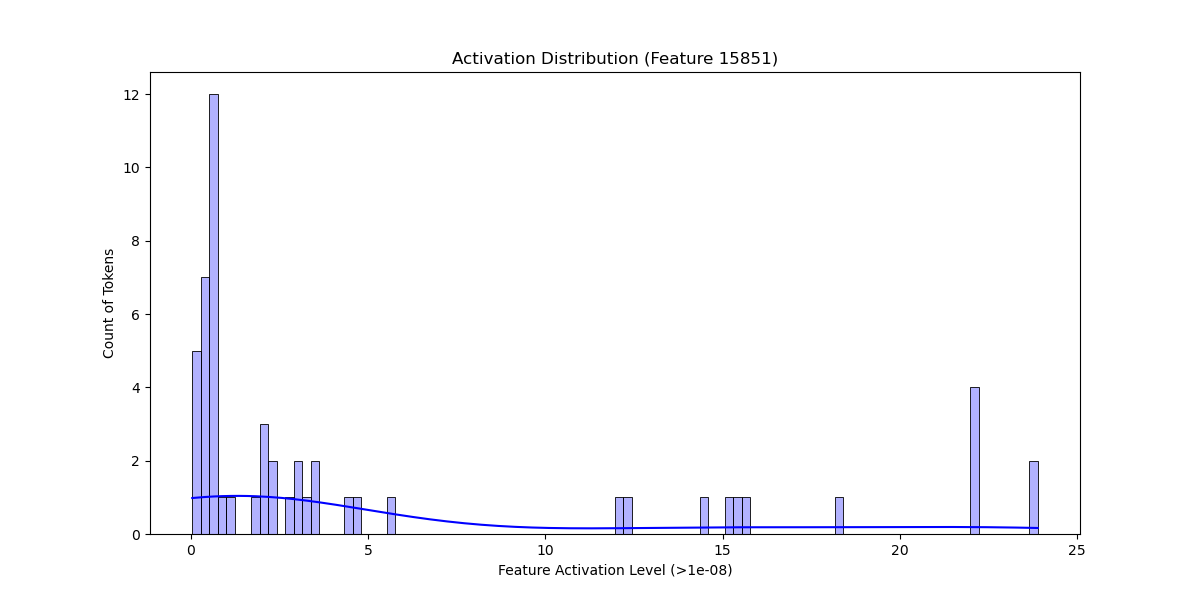 Activation Distribution (Feature 15851)
Count of Tokens
12
10
8
6
4
2
0
0 5 10 15 20 25
Feature Activation Level (>1e-08)